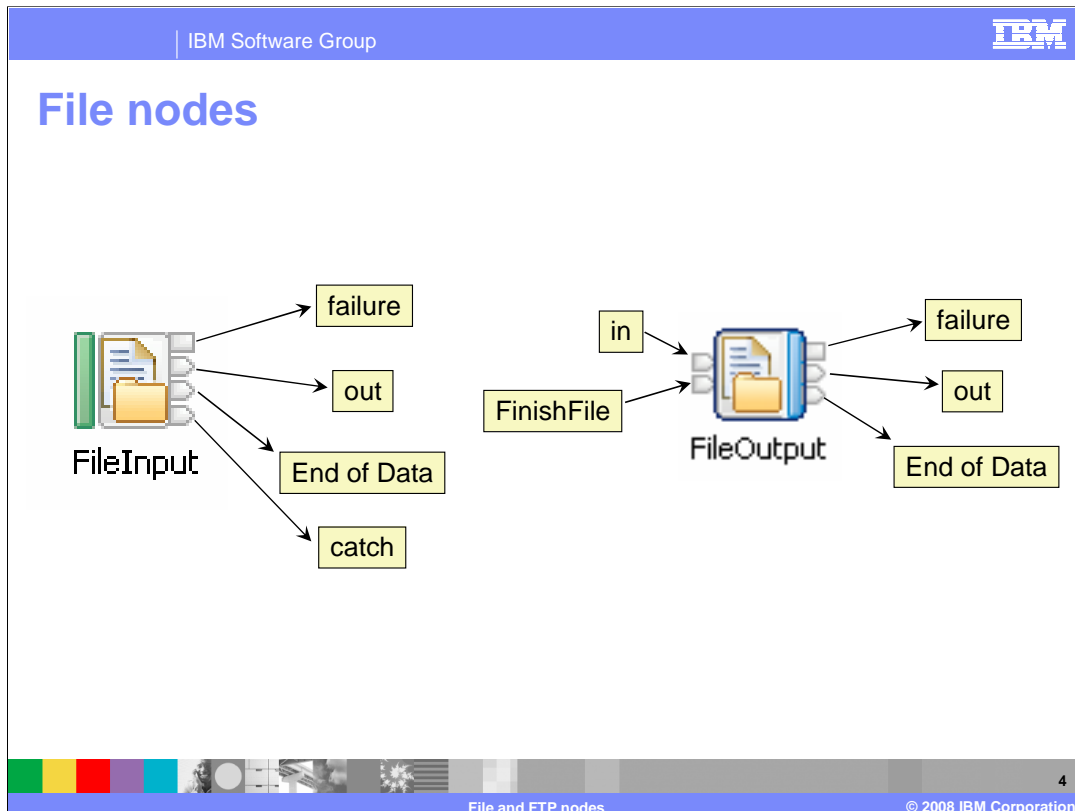 IBM Software Group
IBM
File nodes
failure
out
End of Data
catch
FileInput
in
FinishFile
failure
out
End of Data
FileOutput
4
File and FTP nodes
© 2008 IBM Corporation